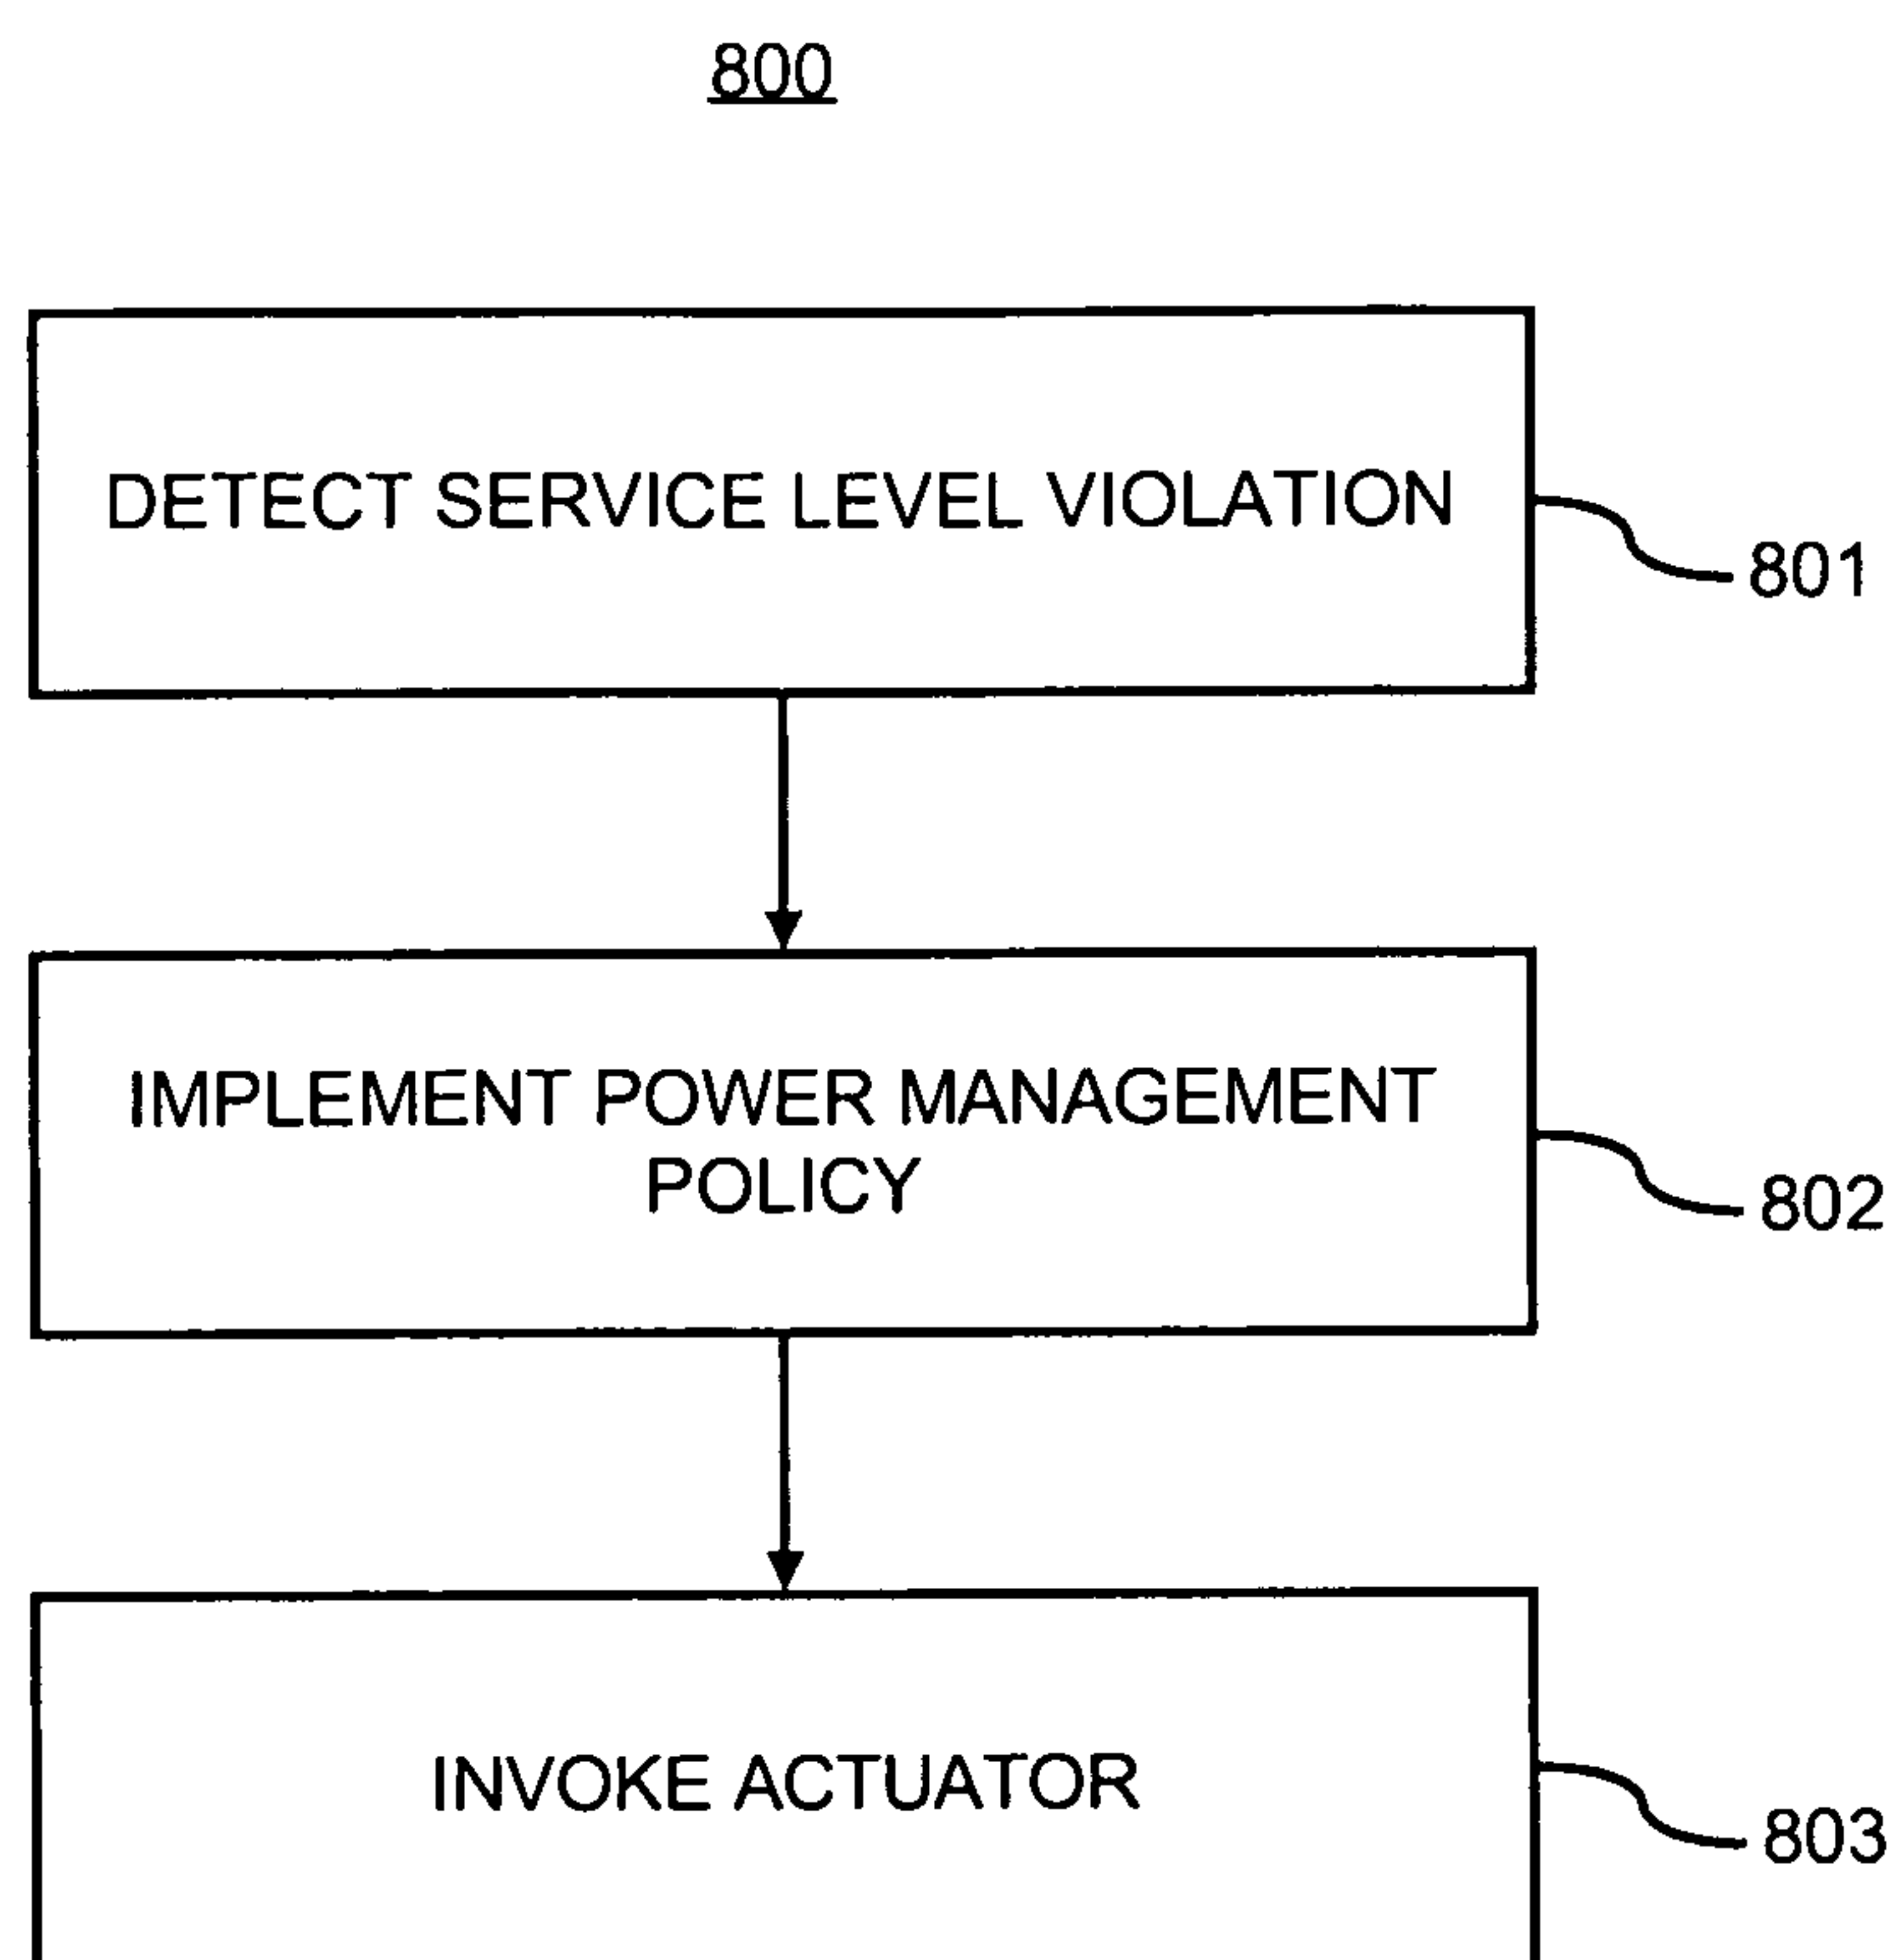 800
DETECT SERVICE LEVEL VIOLATION
801
IMPLEMENT POWER MANAGEMENT
POLICY
802
INVOKE ACTUATOR
803